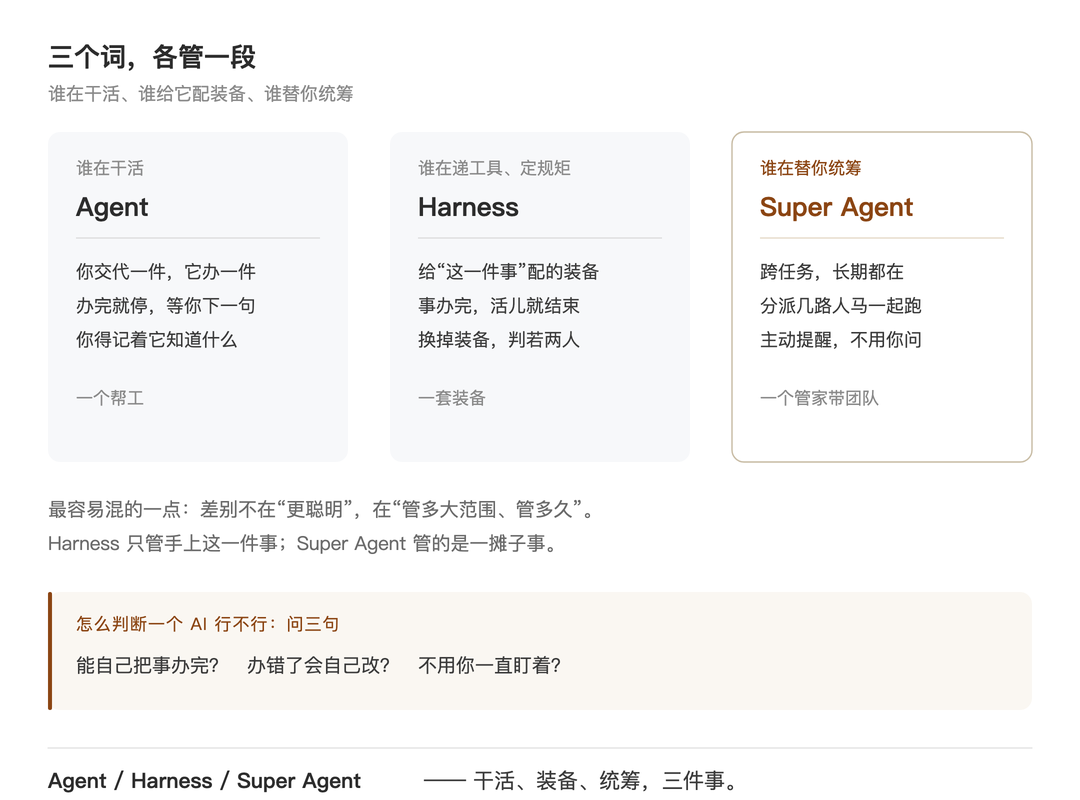 三个词，各管一段
谁在干活、谁给它配装备、谁替你统筹
谁在干活
Agent
你交代一件，它办一件
办完就停，等你下一句
你得记着它知道什么
一个帮工
谁在递工具、定规矩
Harness
给“这一件事”配的装备
事办完，活儿就结束
换掉装备，判若两人
一套装备
谁在替你统筹
Super Agent
跨任务，长期都在
分派几路人马一起跑
主动提醒，不用你问
一个管家带团队
最容易混的一点：差别不在“更聪明”，在“管多大范围、管多久”。
Harness 只管手上这一件事；Super Agent 管的是一摊子事。
怎么判断一个 AI 行不行：问三句
能自己把事办完? 办错了会自己改? 不用你一直盯着?
Agent / Harness / Super Agent —— 干活、装备、统筹，三件事。